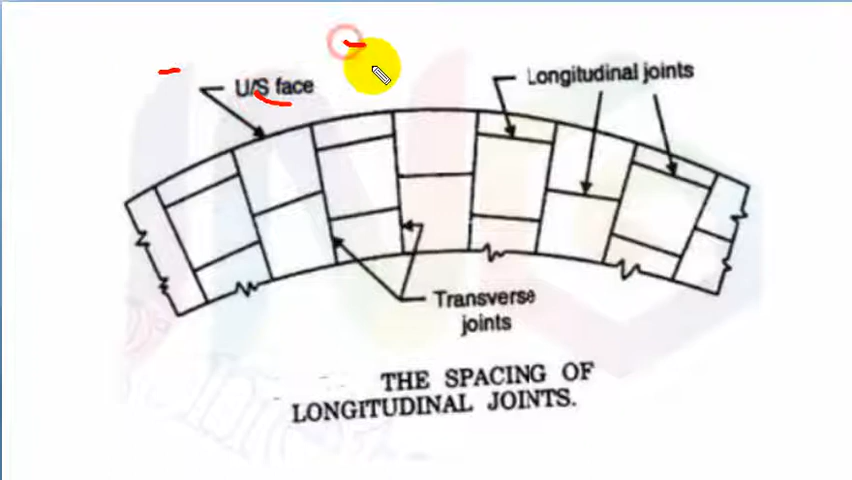 U/S face
Longitudinal joints
Transverse
joints
THE SPACING OF
LONGITUDINAL JOINTS.